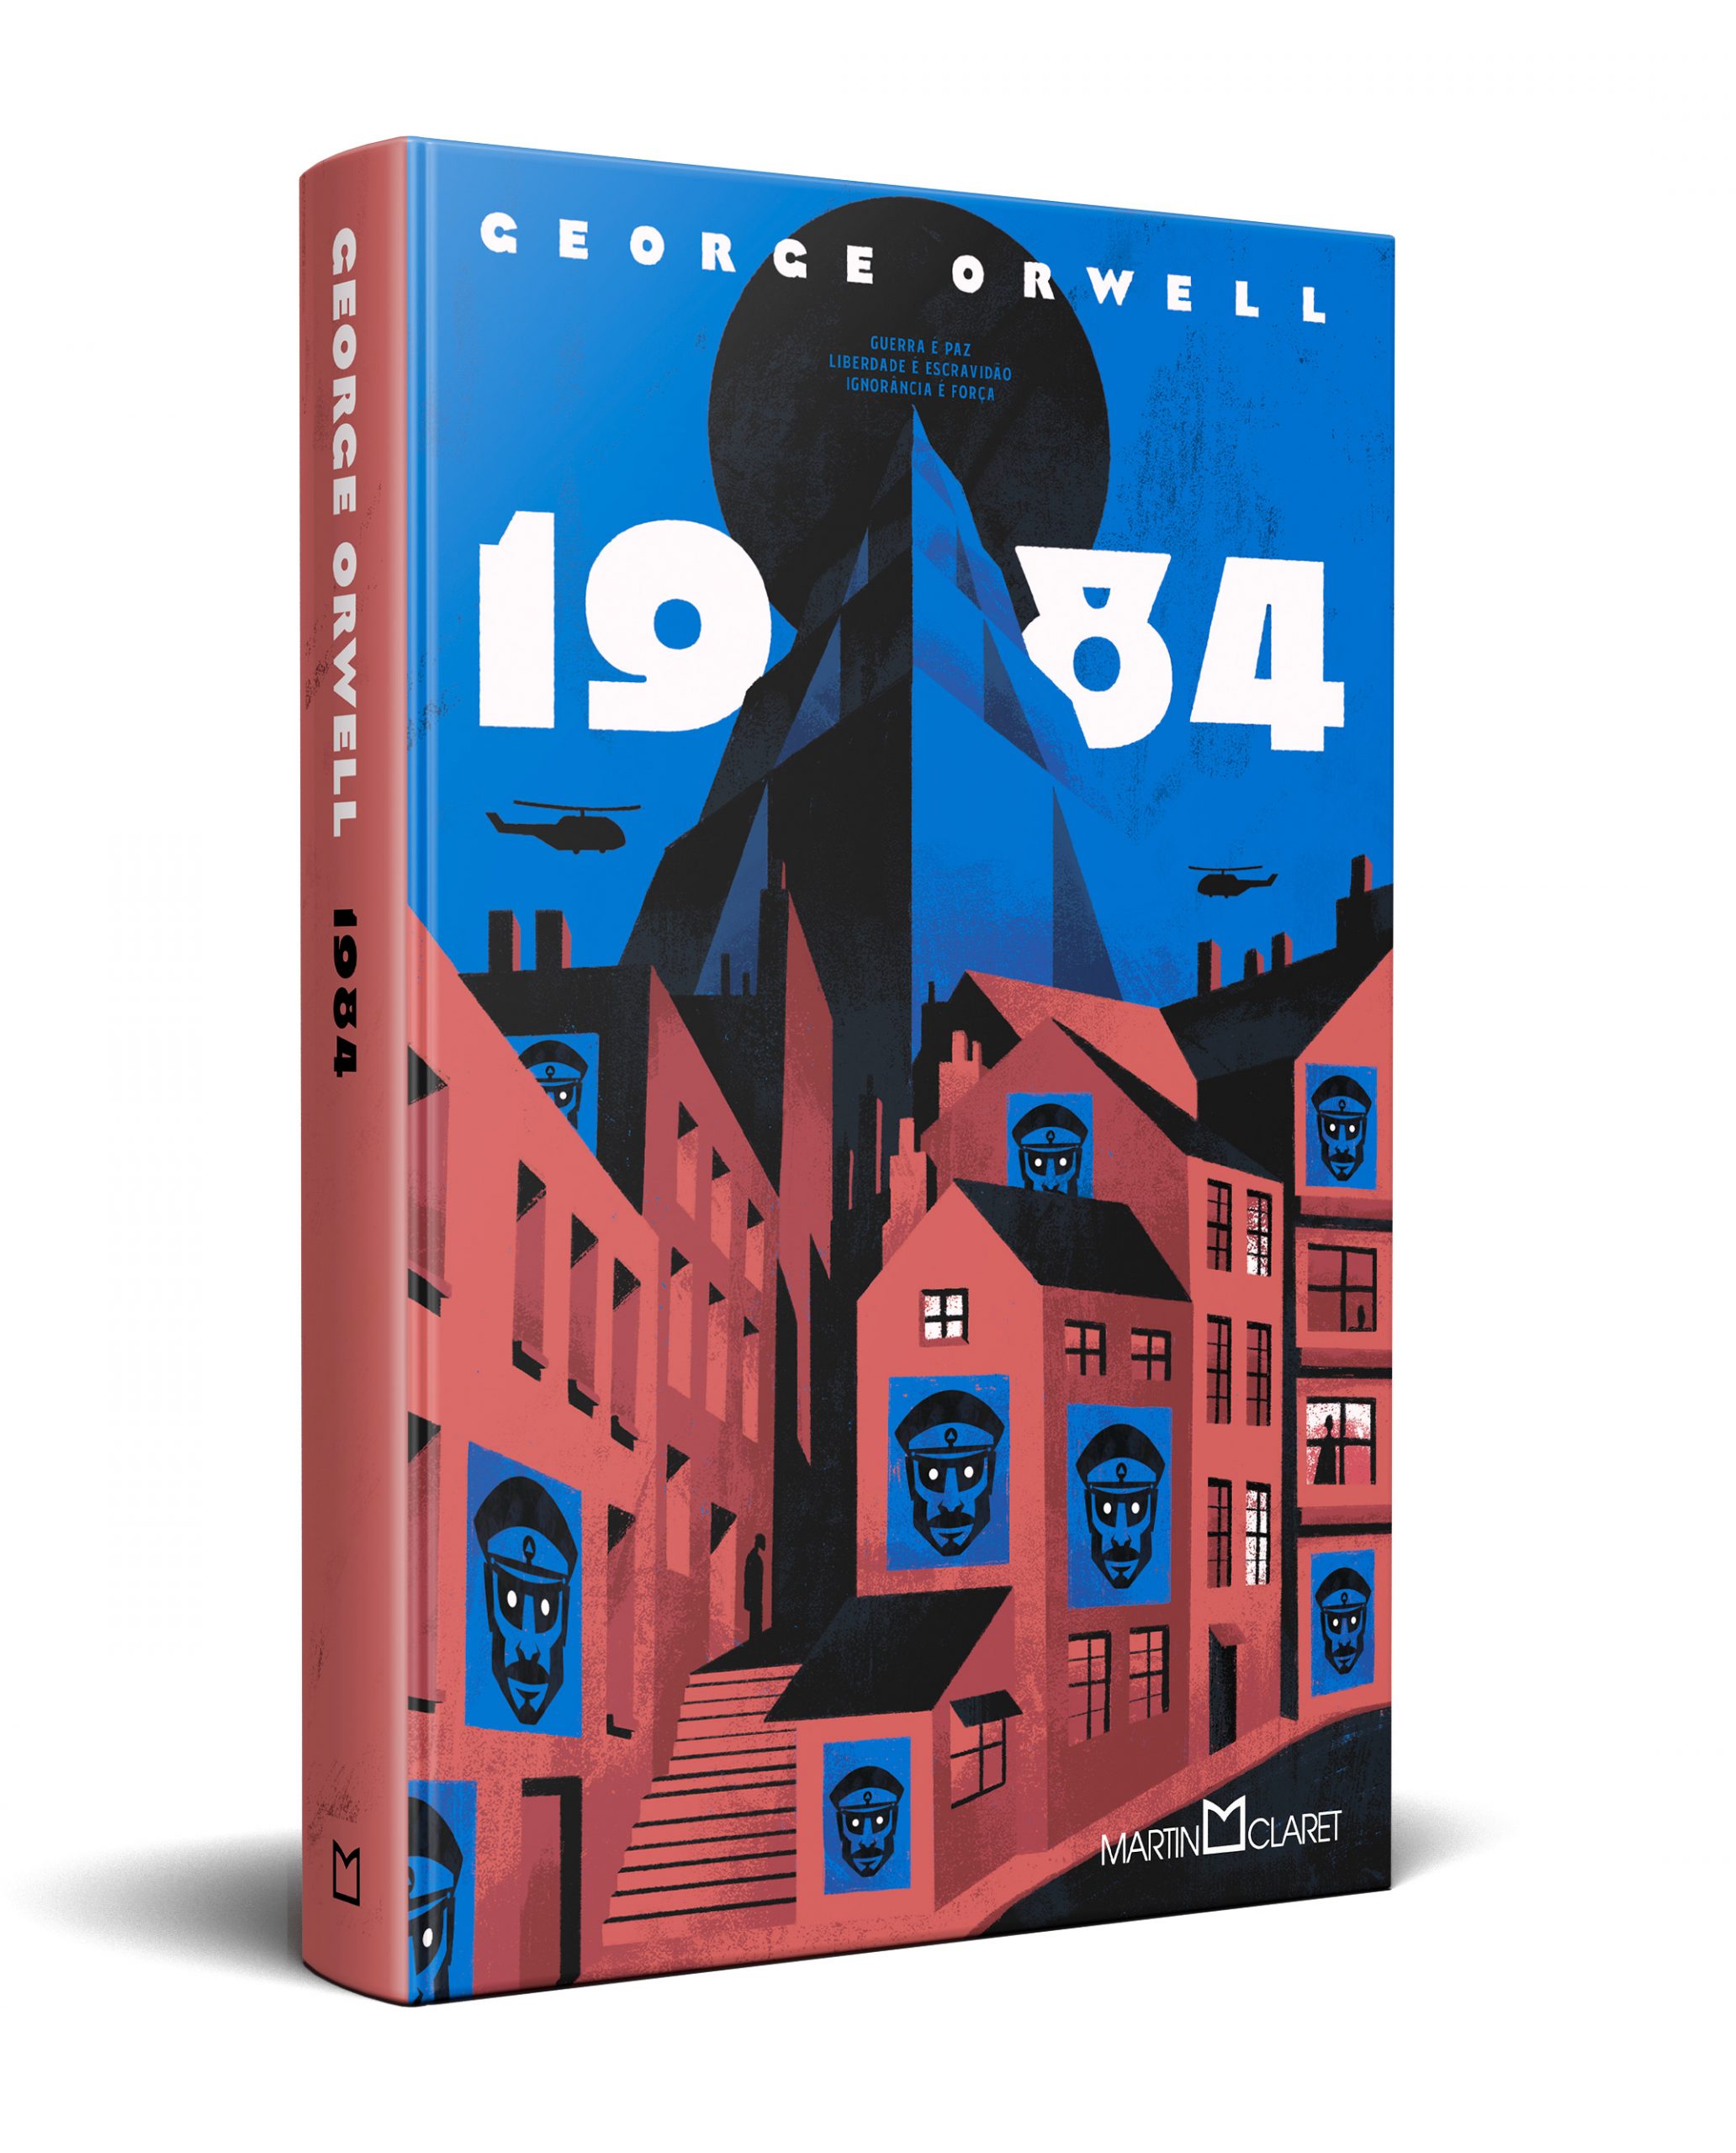 GEORGE ORWELL
GUERRA É PAZ
LIBERDADE É ESCRAVIDÃO
IGNORÂNCIA É FORÇA
1984
MARTIN CLARET
GEORGE ORWELL 1984